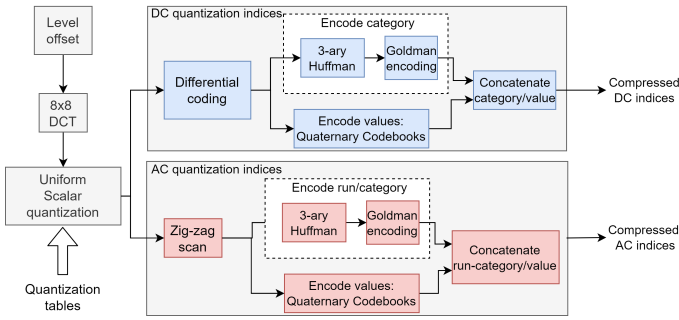 Level
offset
8x8
DCT
Uniform
Scalar
quantization
Quantization
tables
DC quantization indices
Encode category
3-ary
Huffman
Goldman
encoding
Differential
coding
Encode values:
Quaternary Codebooks
Concatenate
category/value
Compressed
DC indices
AC quantization indices
Encode run/category
3-ary
Huffman
Goldman
encoding
Zig-zag
scan
Encode values:
Quaternary Codebooks
Concatenate
run-category/value
Compressed
AC indices